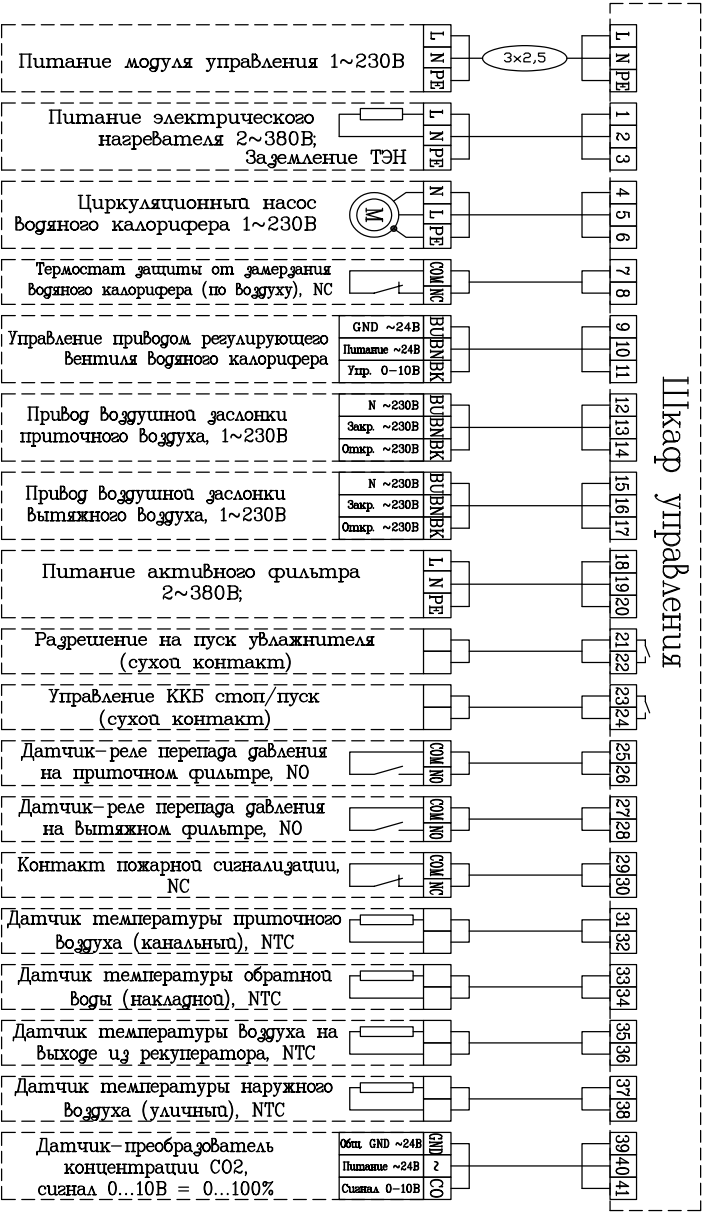 Питание модуля управления 1~230В
L
N
PE
3x2,5
L
N
PE
Питание электрического
нагревателя 2~380В;
Заземление ТЭН
L
N
PE
1
2
3
Циркуляционный насос
водяного калорифера 1~230В
M
N
L
PE
4
5
6
Термостат защиты от замерзания
водяного калорифера (по воздуху), NC
COM
NC
7
8
Управление приводом регулирующего
вентиля водяного калорифера
GND ~24В
Питание ~24В
Упр. 0-10В
BU
BN
BK
9
10
11
Привод воздушной заслонки
приточного воздуха, 1~230В
N ~230В
Закр. ~230В
Откр. ~230В
BU
BN
BK
12
13
14
Привод воздушной заслонки
вытяжного воздуха, 1~230В
N ~230В
Закр. ~230В
Откр. ~230В
BU
BN
BK
15
16
17
Питание активного фильтра
2~380В;
L
N
PE
18
19
20
Разрешение на пуск увлажнителя
(сухой контакт)
21
22
Управление ККБ стоп/пуск
(сухой контакт)
23
24
Датчик-реле перепада давления
на приточном фильтре, NO
COM
NO
25
26
Датчик-реле перепада давления
на вытяжном фильтре, NO
COM
NO
27
28
Контакт пожарной сигнализации,
NC
COM
NC
29
30
Датчик температуры приточного
воздуха (канальный), NTC
31
32
Датчик температуры обратной
воды (накладной), NTC
33
34
Датчик температуры воздуха на
выходе из рекуператора, NTC
35
36
Датчик температуры наружного
воздуха (уличный), NTC
37
38
Датчик-преобразователь
концентрации CO2,
сигнал 0...10В = 0...100%
Общ. GND ~24В
Питание ~24В
Сигнал 0-10В
GND
~
CO
39
40
41
Шкаф управления